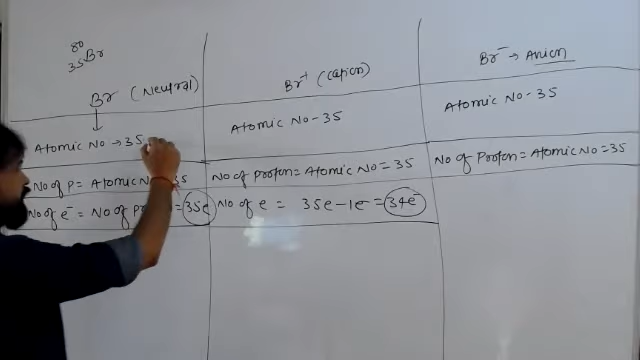 80
35Br
Br (Neutral)
Atomic No → 35
No of P = Atomic No 35
No of e⁻ = No of pr = 35e
Br⁺ (Cation)
Atomic No - 35
No of Proton = Atomic No = 35
No of e = 35e - 1e = 34e
Br⁻ → Anion
Atomic No - 35
No of Proton = Atomic No = 35